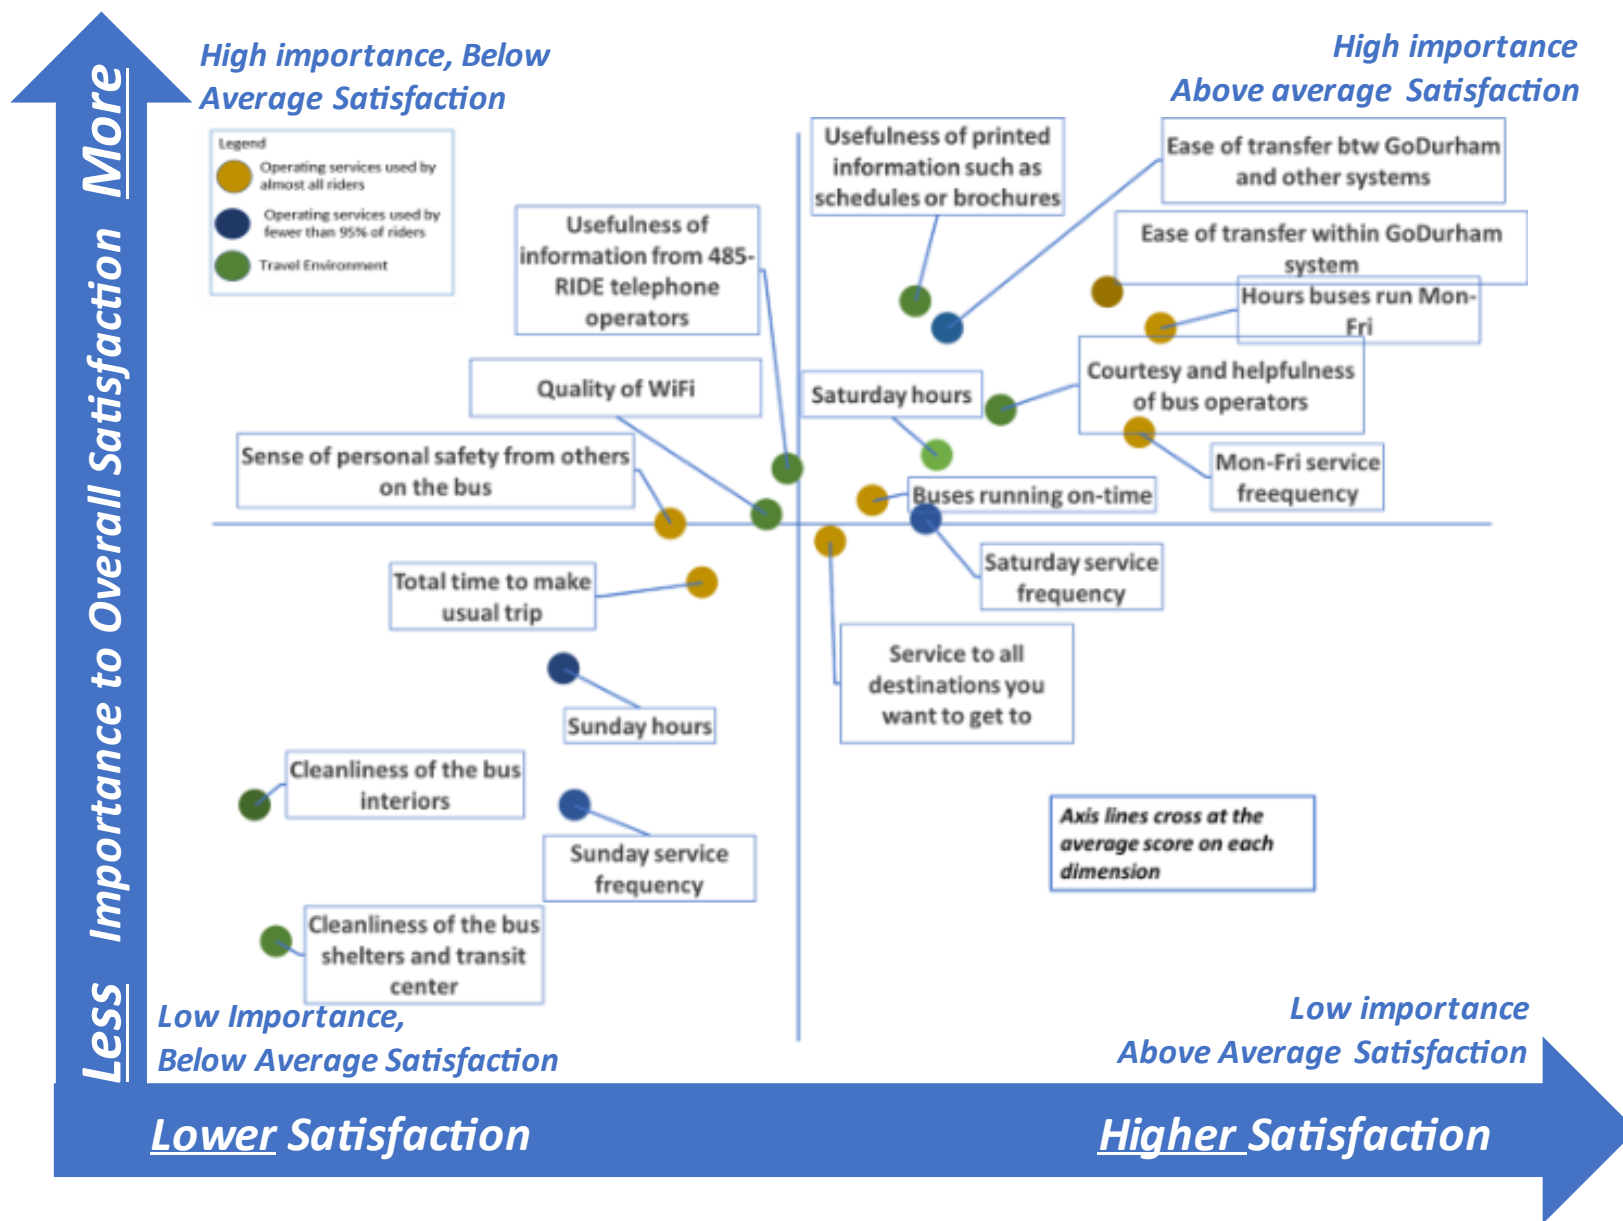 More
Importance to Overall Satisfaction
Less
High importance, Below
Average Satisfaction
High importance
Above average Satisfaction
Legend
Operating services used by
almost all riders
Operating services used by
fewer than 95% of riders
Travel Environment
Usefulness of printed
information such as
schedules or brochures
Ease of transfer btw GoDurham
and other systems
Usefulness of
information from 485-
RIDE telephone
operators
Ease of transfer within GoDurham
system
Hours buses run Mon-
Fri
Quality of WiFi
Saturday hours
Courtesy and helpfulness
of bus operators
Sense of personal safety from others
on the bus
Mon-Fri service
freequency
Buses running on-time
Total time to make
usual trip
Saturday service
frequency
Service to all
destinations you
want to get to
Sunday hours
Cleanliness of the bus
interiors
Sunday service
frequency
Axis lines cross at the
average score on each
dimension
Cleanliness of the bus
shelters and transit
center
Low Importance,
Below Average Satisfaction
Low importance
Above Average Satisfaction
Lower Satisfaction
Higher Satisfaction